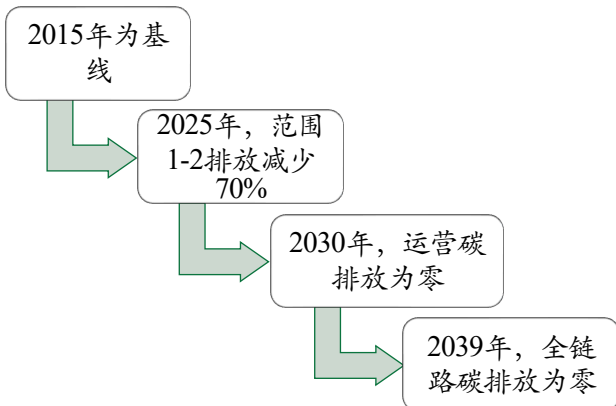 2015年为基
线
2025年，范围
1-2排放减少
70%
2030年，运营碳
排放为零
2039年，全链
路碳排放为零